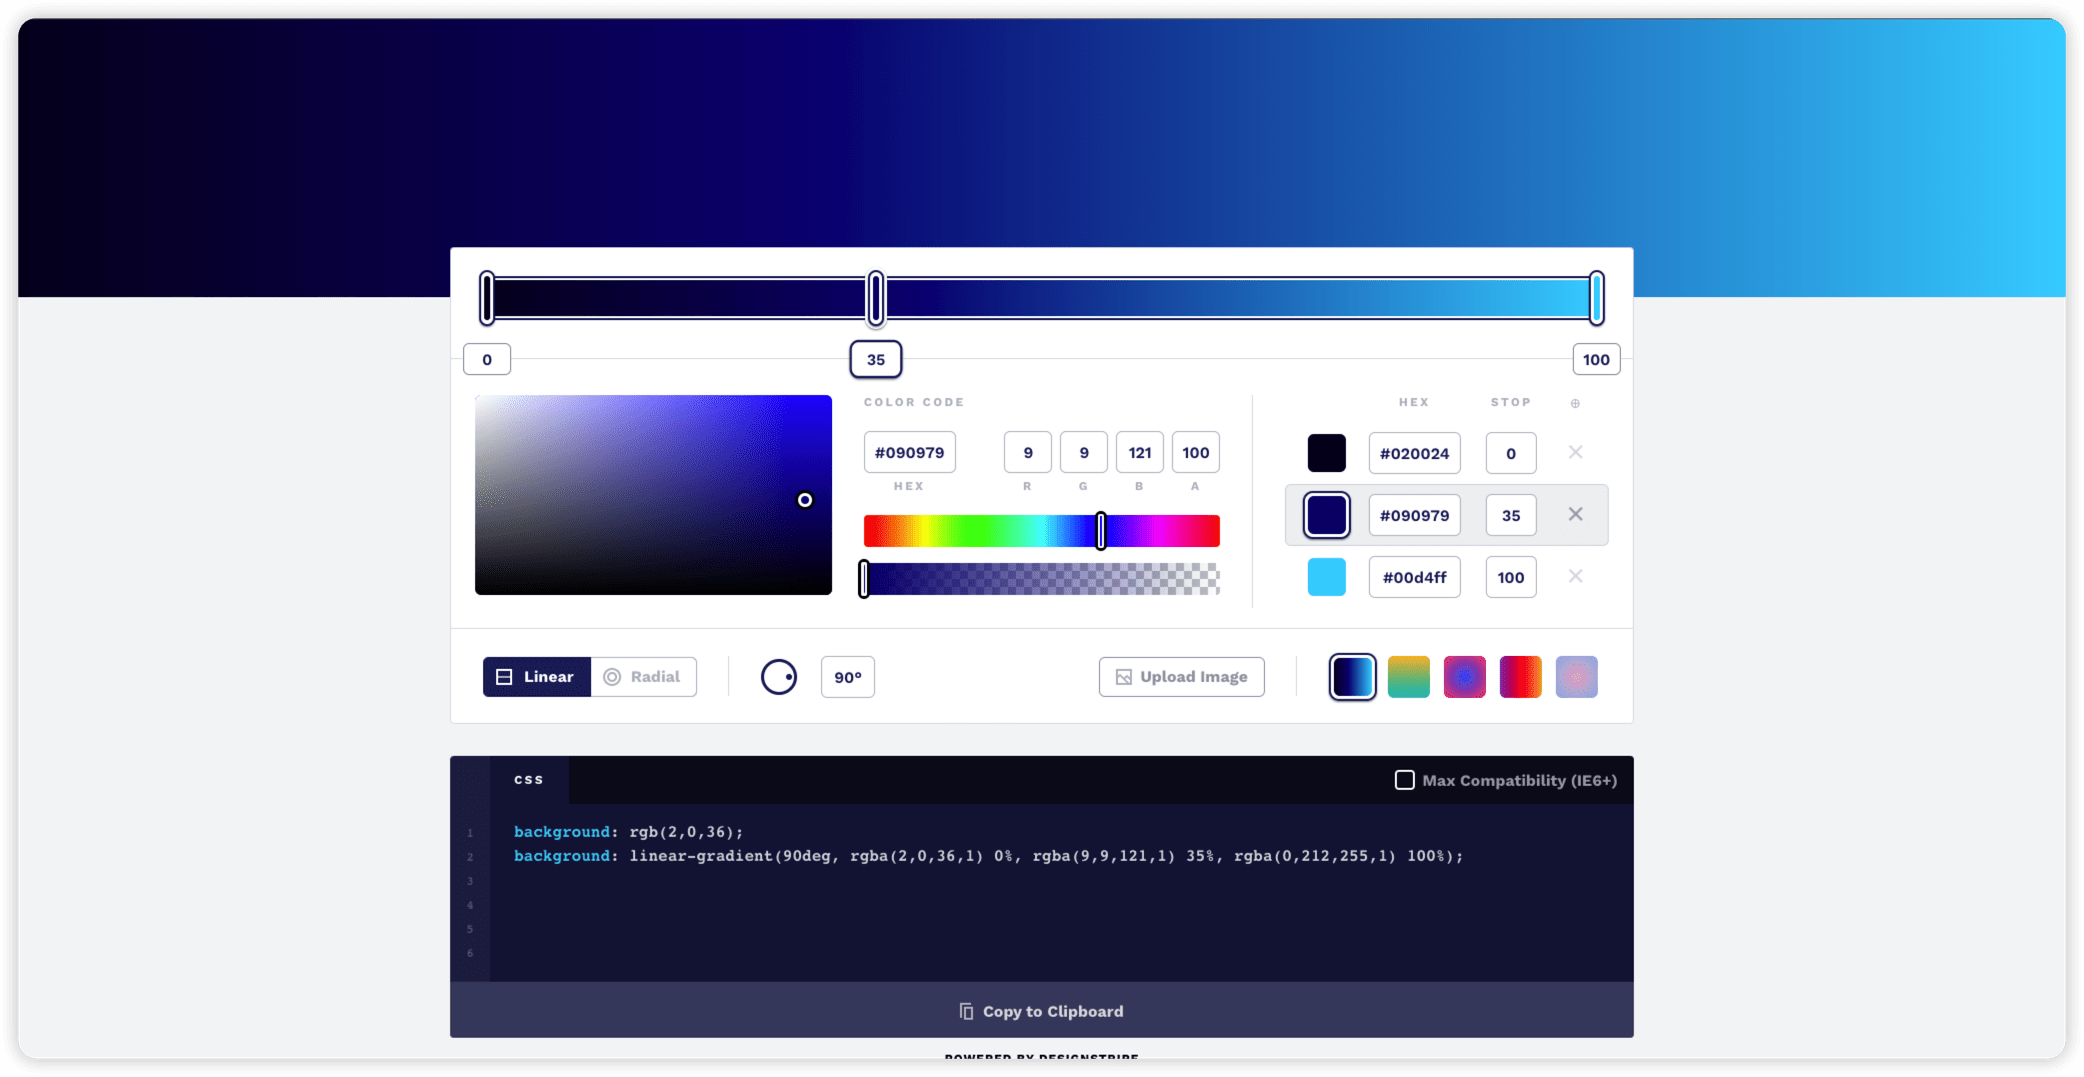 0
35
100
COLOR CODE
#090979
9
9
121
100
HEX
R
G
B
A
HEX
STOP
#020024
0
#090979
35
#00d4ff
100
Linear
Radial
90°
Upload Image
css
Max Compatibility (IE6+)
1
background: rgb(2,0,36);
2
background: linear-gradient(90deg, rgba(2,0,36,1) 0%, rgba(9,9,121,1) 35%, rgba(0,212,255,1) 100%);
3
4
5
6
Copy to Clipboard
POWERED BY DESIGNSTRIPE